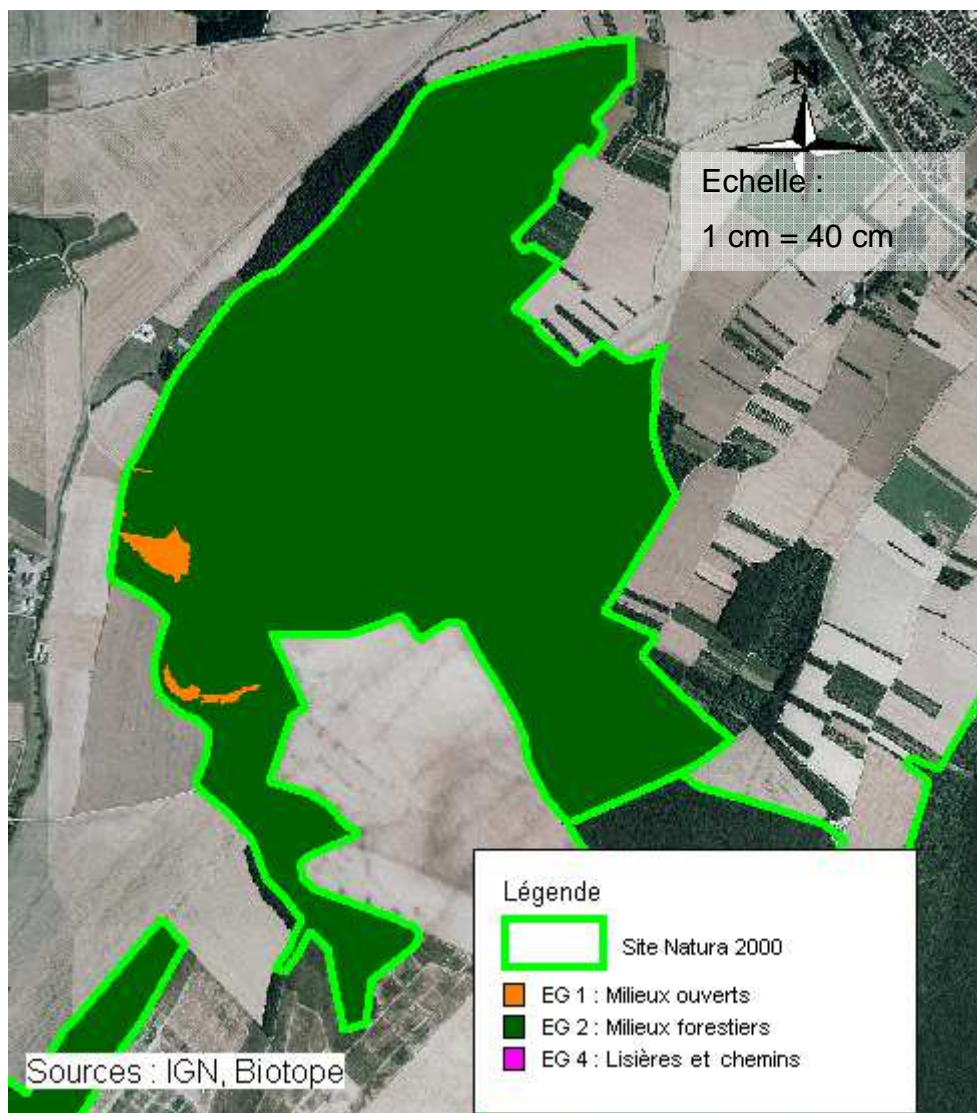 N
Echelle :
1 cm = 40 cm
Légende
Site Natura 2000
EG 1 : Milieux ouverts
EG 2 : Milieux forestiers
EG 4 : Lisières et chemins
Sources : IGN, Biotope